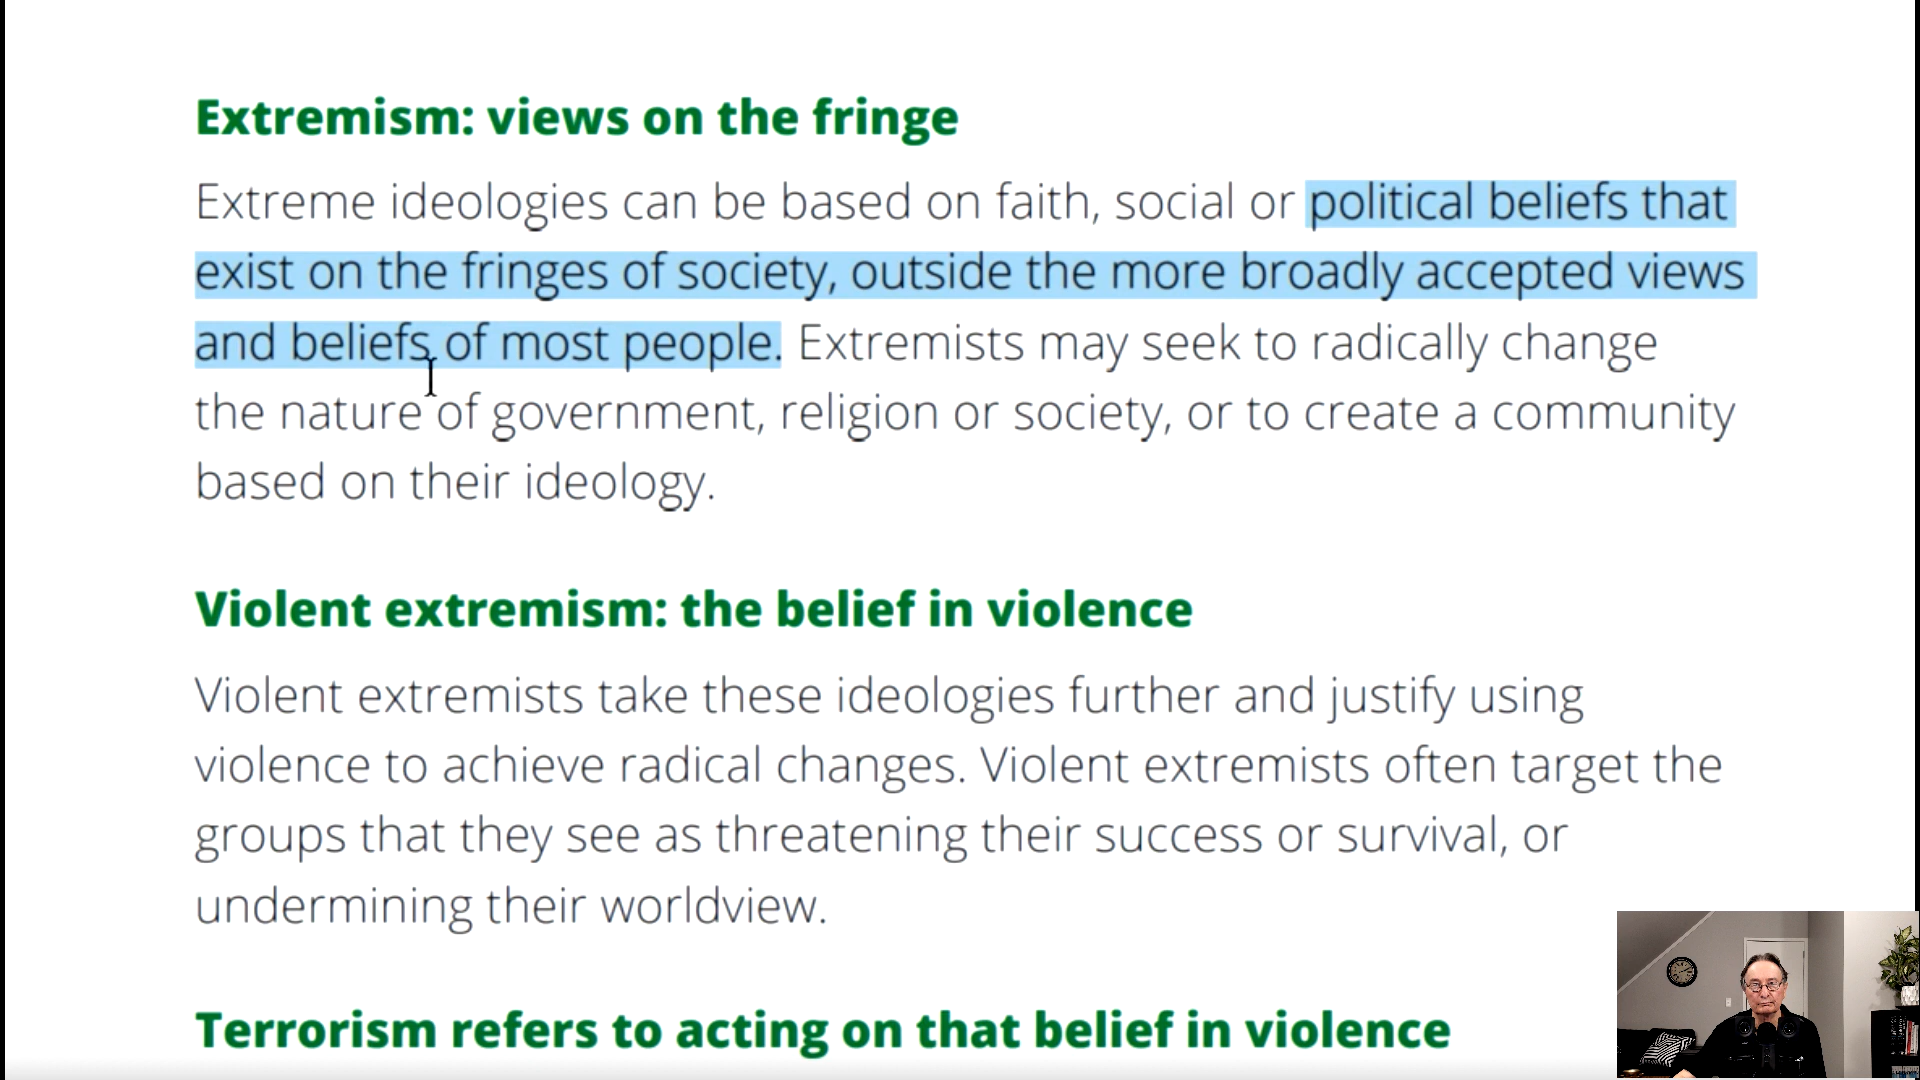 Extremism: views on the fringe
Extreme ideologies can be based on faith, social or political beliefs that
exist on the fringes of society, outside the more broadly accepted views
and beliefs of most people. Extremists may seek to radically change
the nature of government, religion or society, or to create a community
based on their ideology.
Violent extremism: the belief in violence
Violent extremists take these ideologies further and justify using
violence to achieve radical changes. Violent extremists often target the
groups that they see as threatening their success or survival, or
undermining their worldview.
Terrorism refers to acting on that belief in violence